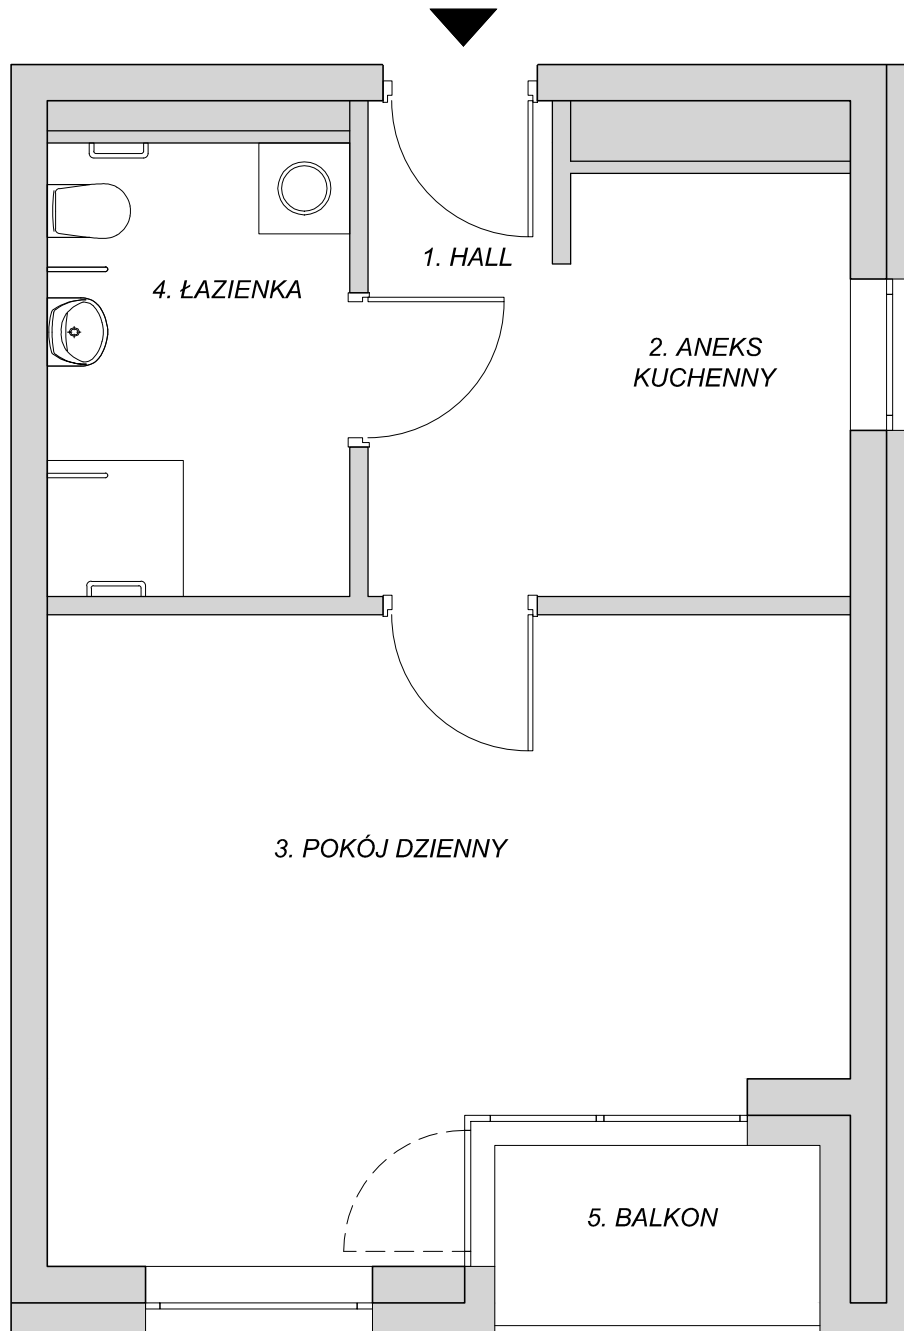 1. HALL
4. ŁAZIENKA
2. ANEKS
KUCHENNY
3. POKÓJ DZIENNY
5. BALKON